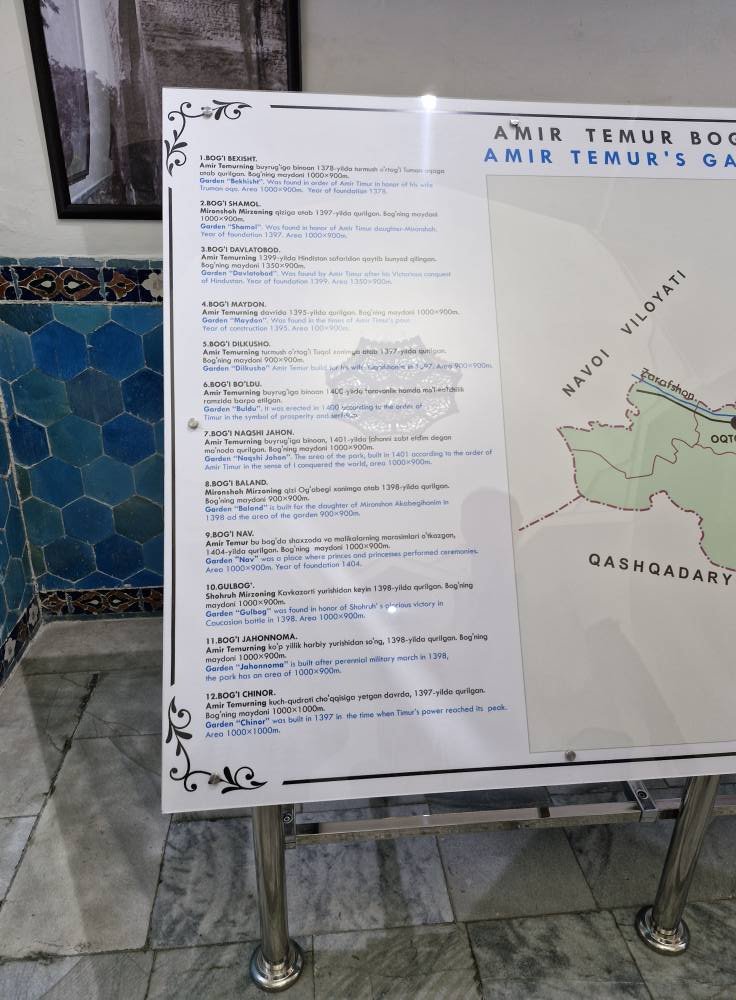 1.BOG'I BEXISHT.
Amir Temurning buyrug'iga binoan 1378-yilda turmush o'rtog'i Tuman oqoga
atab qurilgan. Bog'ning maydoni 1000×900m.
Garden "Bekhisht". Was found in order of Amir Timur in honor of his wife
Truman oqo. Area 1000×900m. Year of foundation 1378.
2.BOG'I SHAMOL.
Mironshoh Mirzoning qiziga atab 1397-yilda qurilgan. Bog'ning maydoni
1000×900m.
Garden "Shamol". Was found in honor of Amir Timur daughter-Mironshoh.
Year of foundation 1397. Area 1000×900m.
3.BOG'I DAVLATOBOD.
Amir Temurning 1399-yilda Hindiston safaridan qaytib bunyod qilingan.
Bog'ning maydoni 1350×900m.
Garden "Davlatobod". Was found by Amir Timur after his Victorious conquest
of Hindustan. Year of foundation 1399. Area 1350×900m.
4.BOG'I MAYDON.
Amir Temurning davrida 1395-yilda qurilgan. Bog'ning maydoni 1000×900m.
Garden "Maydon". Was found in the times of Amir Timur's
Year of construction 1395. Area 100×900m.
5.BOG'I DILKUSHO.
Amir Temurning turmush o'rtog'i Tuqol xonimga atab 1397-yilda qurilgan.
Bog'ning maydoni 900×900m.
Garden "Dilkusho" Amir Timur build for his wife in 1397. Area 900×900m.
6.BOG'I BO'LDU.
Amir Temurning buyrug'iga binoan 1400-yilda farovonlik hamda
ramzida barpo etilgan.
Garden "Buldu". It was erected in 1400 according to the order of
Timur in the symbol of prosperity and
7.BOG'I NAQSHI JAHON.
Amir Temurning buyrug'iga binoan, 1401-yilda Jahonni zabt etdim degan
ma'noda qurilgan. Bog'ning maydoni 1000×900m.
Garden "Naqshi Johon". The area of the park, built in 1401 according to the order of
Amir Timur in the sense of I conquered the world, area 1000×900m.
8.BOG'I BALAND.
Mironshoh Mirzoning qizi Og'abegi xonimga atab 1398-yilda qurilgan.
Bog'ning maydoni 900×900m.
Garden "Baland" is built for the daughter of Mironshon Akabegihonim in
1398 ad the area of the garden 900×900m.
9.BOG'I NAV.
Amir Temur bu bog'da shaxzoda va malikalarning marosimlari o'tkazgan,
1404-yilda qurilgan. Bog'ning maydoni 1000×900m.
Garden "Nav" was a place where princes and princesses performed ceremonies.
Area 1000×900m. Year of foundation 1404.
10.GULBOG'.
Shohruh Mirzoning Kavkazorti yurishidan keyin 1398-yilda qurilgan. Bog'ning
maydoni 1000×900m.
Garden "Gulbog" was found in honor of Shohruh' s glorious victory in
Caucasian battle in 1398. Area 1000×900m.
11.BOG'I JAHONNOMA.
Amir Temurning ko'p yillik harbiy yurishidan so'ng, 1398-yilda qurilgan. Bog'ning
maydoni 1000×900m.
Garden "Jahonnoma" is built after perennial military march in 1398,
the park has an area of 1000×900m.
12.BOG'I CHINOR.
Amir Temurning kuch-qudrati cho'qqisiga yetgan davrda, 1397-yilda qurilgan.
Bog'ning maydoni 1000×1000m.
Garden "Chinor" was built in 1397 in the time when Timur's power reached its peak.
Area 1000×1000m.
AMIR TEMUR BOG
AMIR TEMUR'S GA
NAVOI VILOYATI
Zarafshon
OQT
QASHQADARY